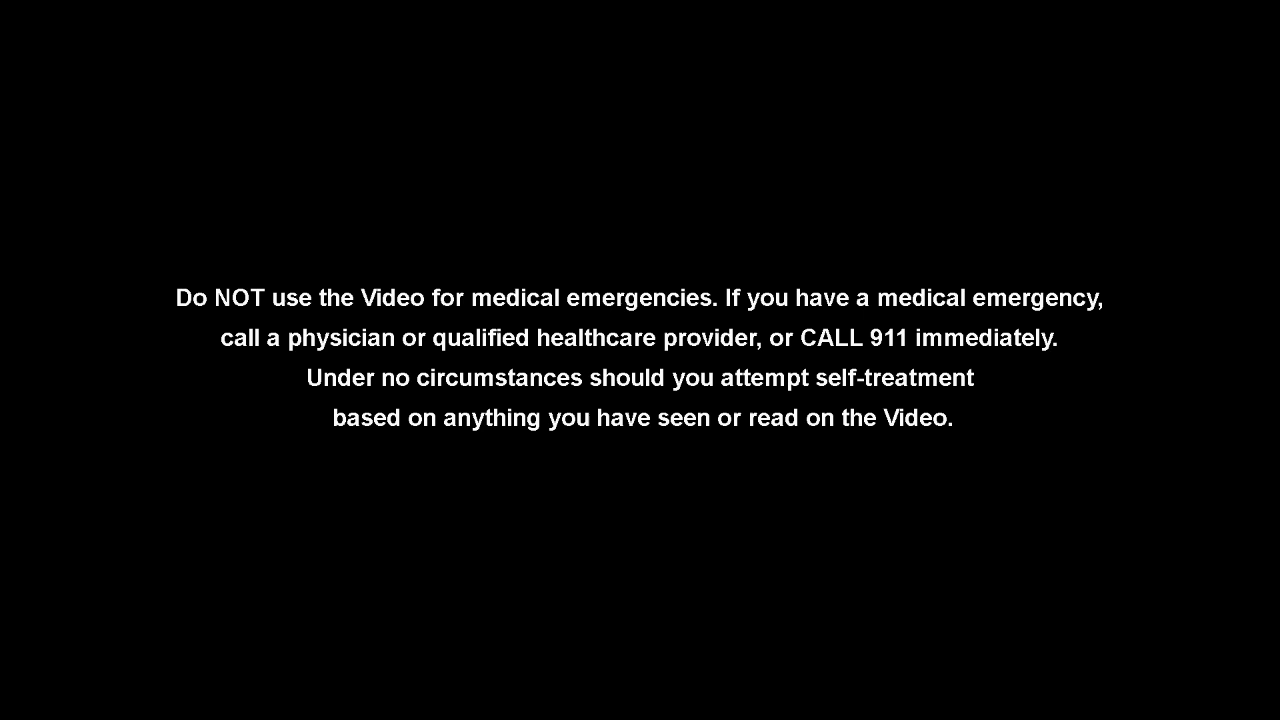 Do NOT use the Video for medical emergencies. If you have a medical emergency,
call a physician or qualified healthcare provider, or CALL 911 immediately.
Under no circumstances should you attempt self-treatment
based on anything you have seen or read on the Video.